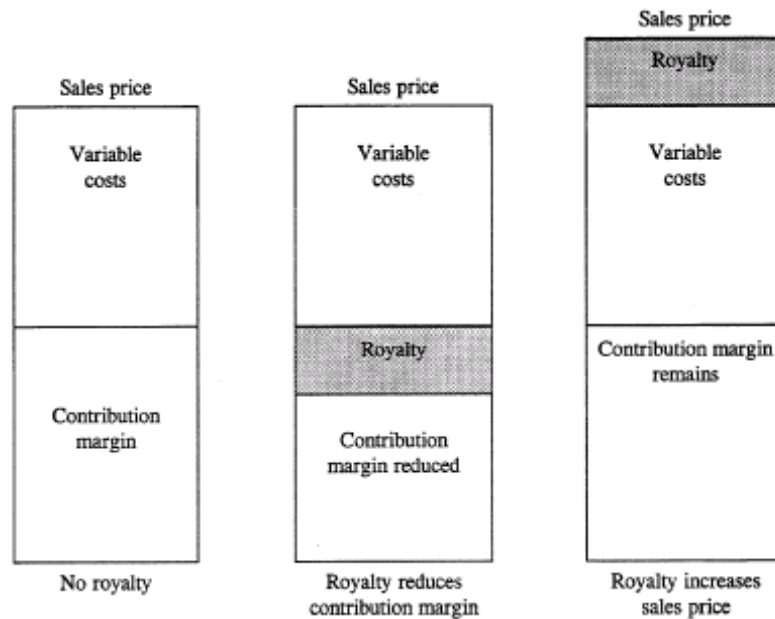 Sales price
Variable
costs
Contribution
margin
No royalty
Sales price
Variable
costs
Royalty
Contribution
margin reduced
Royalty reduces
contribution margin
Sales price
Royalty
Variable
costs
Contribution margin
remains
Royalty increases
sales price